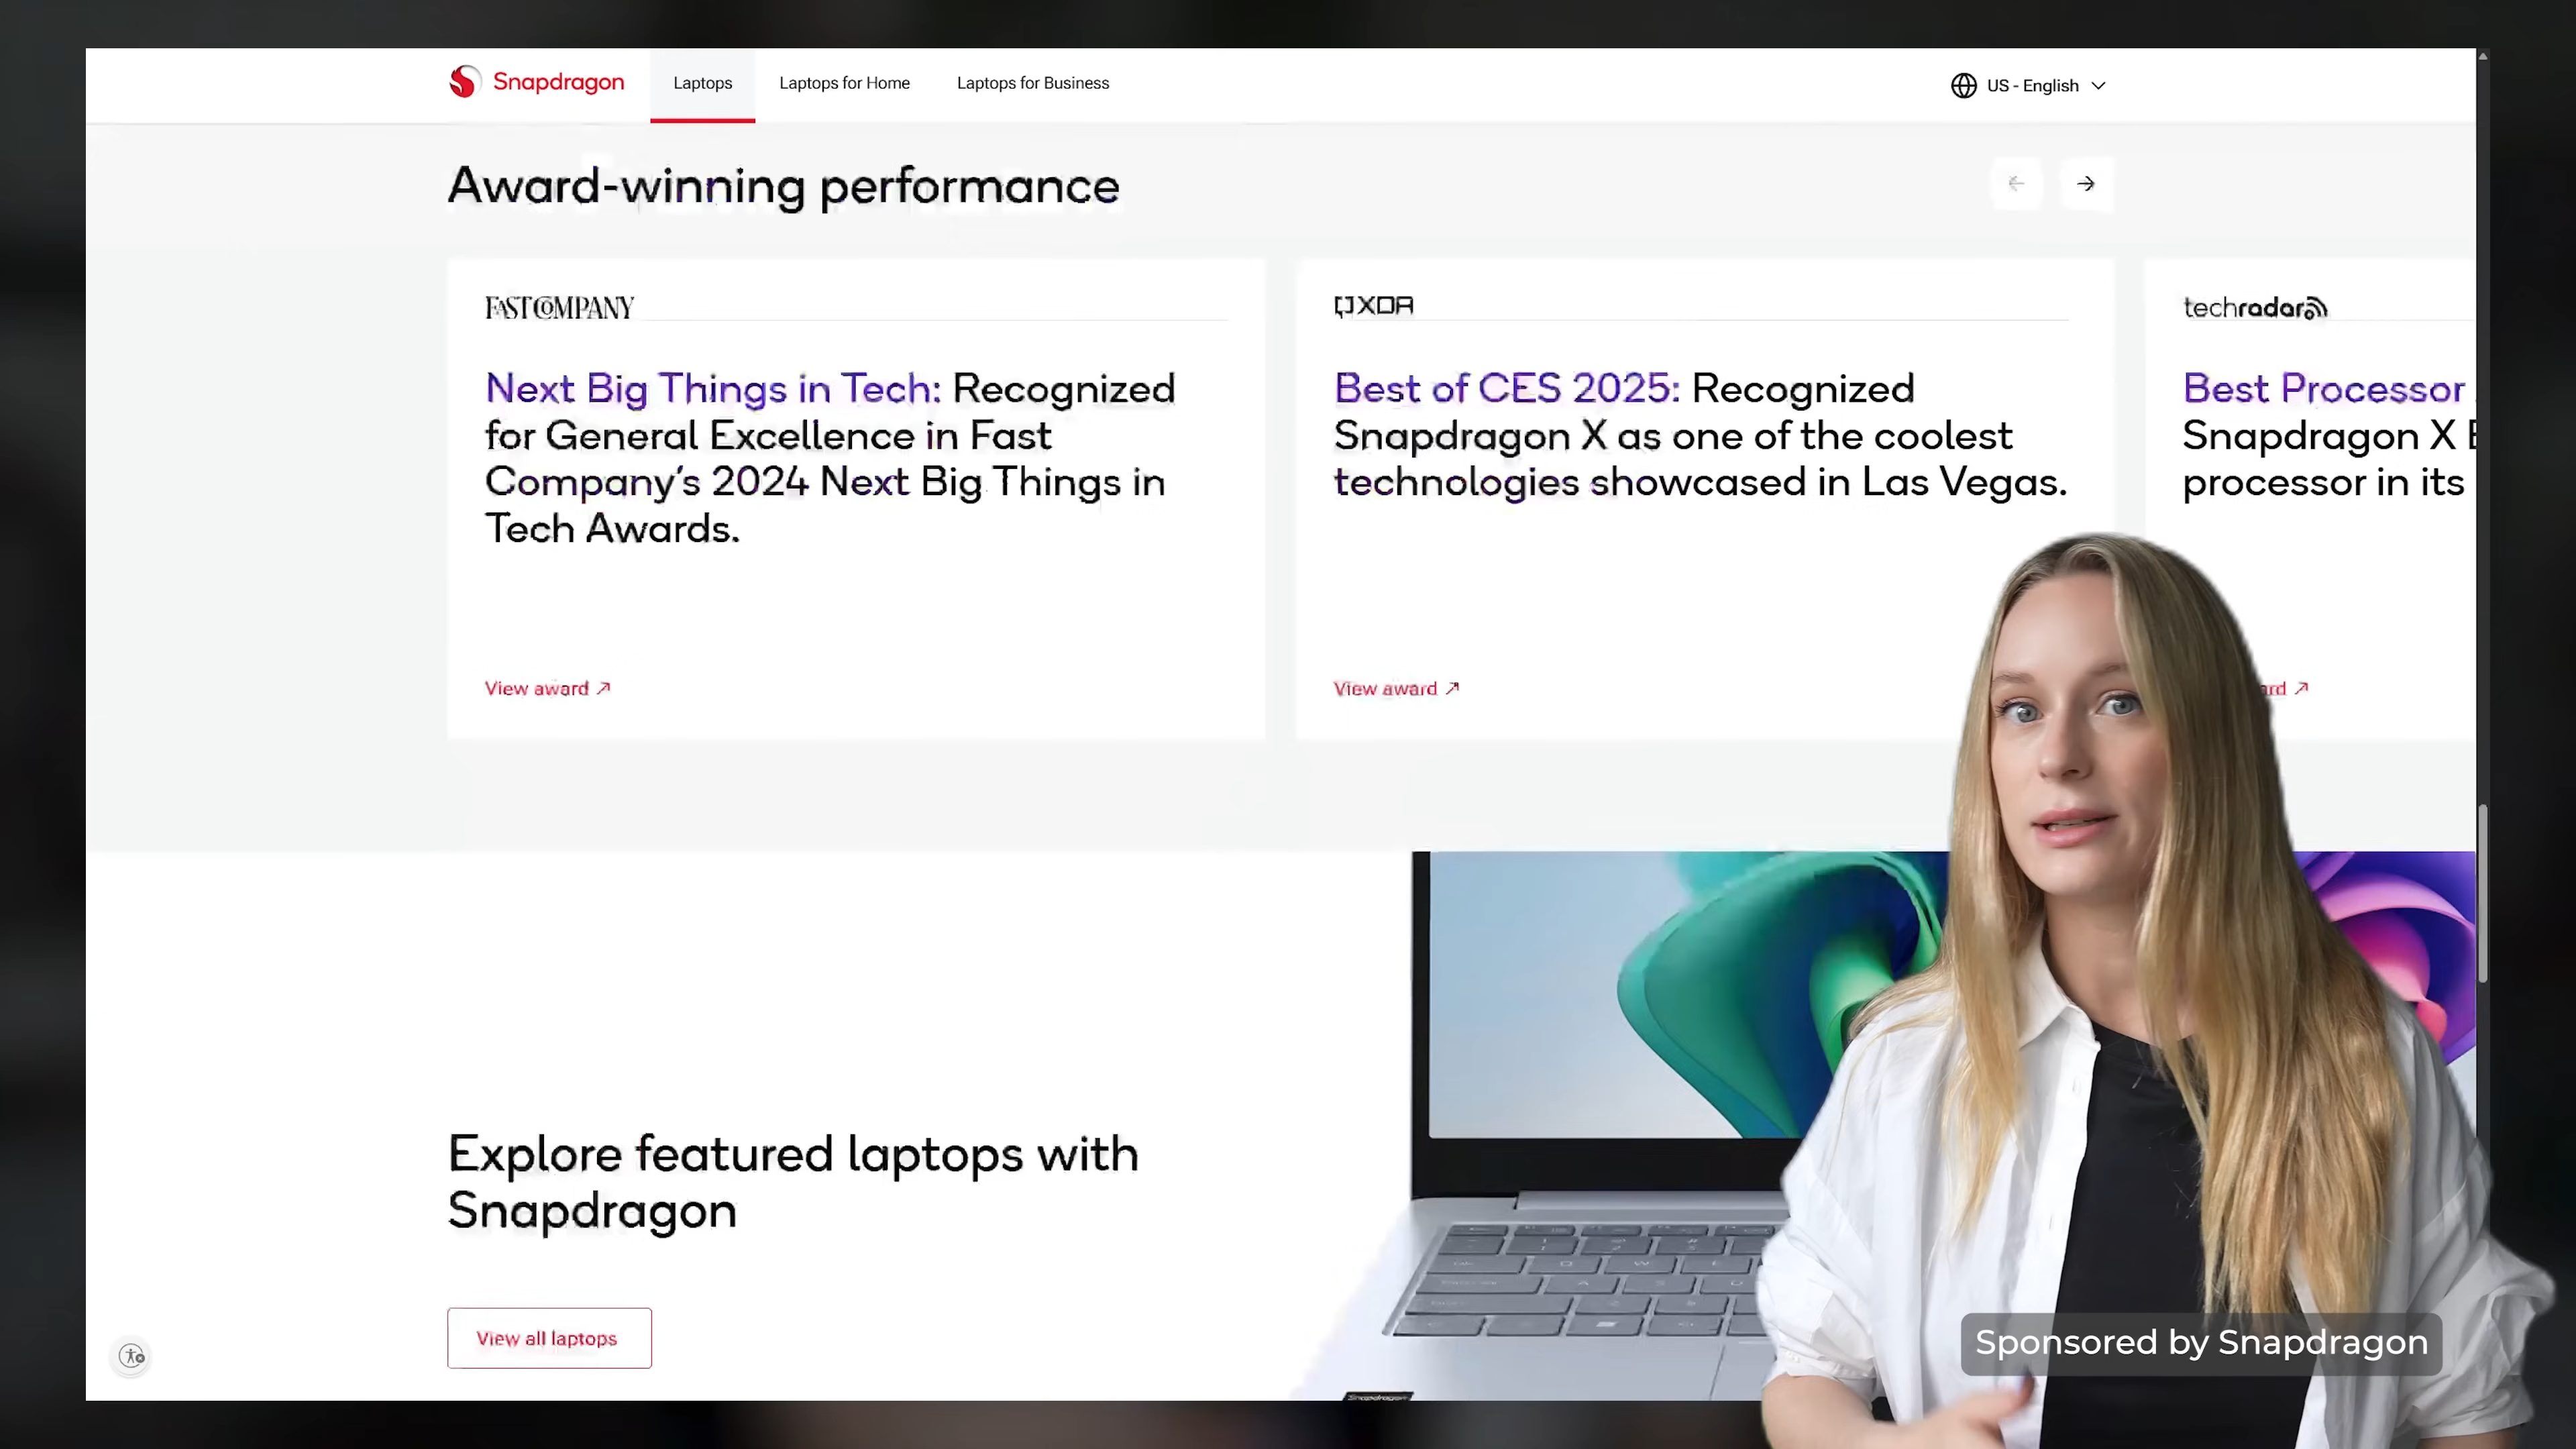 Snapdragon
Laptops
Laptops for Home
Laptops for Business
US - English
Award-winning performance
FAST COMPANY
Next Big Things in Tech: Recognized
for General Excellence in Fast
Company's 2024 Next Big Things in
Tech Awards.
View award
XDA
Best of CES 2025: Recognized
Snapdragon X as one of the coolest
technologies showcased in Las Vegas.
View award
techradar
Best Processor
Snapdragon X
processor in its
Explore featured laptops with
Snapdragon
View all laptops
Snapdragon
Sponsored by Snapdragon